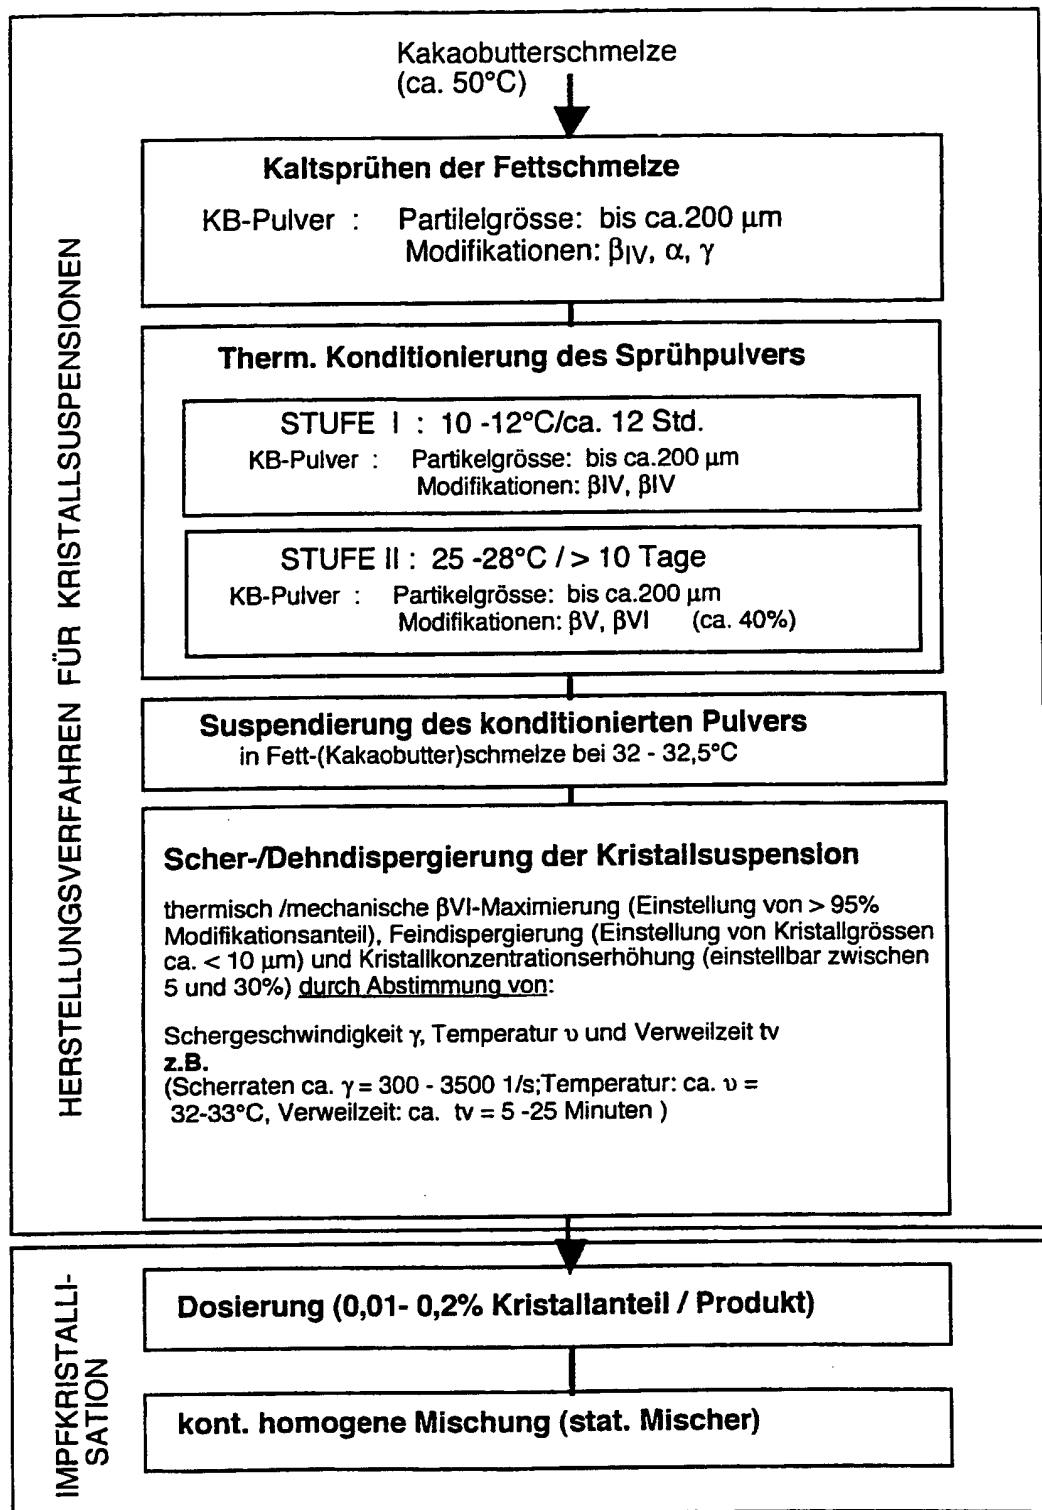 Kakaobutterschmelze
(ca. 50°C)
HERSTELLUNGSVERFAHREN FÜR KRISTALLSUSPENSIONEN
Kaltsprühen der Fettschmelze
KB-Pulver : Partilelgrösse: bis ca.200 µm
Modifikationen: βIV, α, γ
Therm. Konditionierung des Sprühpulvers
STUFE I : 10 -12°C/ca. 12 Std.
KB-Pulver : Partikelgrösse: bis ca.200 µm
Modifikationen: βIV, βIV
STUFE II : 25 -28°C / > 10 Tage
KB-Pulver : Partikelgrösse: bis ca.200 µm
Modifikationen: βV, βVI (ca. 40%)
Suspendierung des konditionierten Pulvers
in Fett-(Kakaobutter)schmelze bei 32 - 32,5°C
Scher-/Dehndispergierung der Kristallsuspension
thermisch /mechanische βVI-Maximierung (Einstellung von > 95%
Modifikationsanteil), Feindispergierung (Einstellung von Kristallgrössen
ca. < 10 µm) und Kristallkonzentrationserhöhung (einstellbar zwischen
5 und 30%) durch Abstimmung von:
Schergeschwindigkeit γ, Temperatur υ und Verweilzeit tv
z.B.
(Scherraten ca. γ = 300 - 3500 1/s;Temperatur: ca. υ =
32-33°C, Verweilzeit: ca. tv = 5 -25 Minuten )
IMPFKRISTALLI-
SATION
Dosierung (0,01- 0,2% Kristallanteil / Produkt)
kont. homogene Mischung (stat. Mischer)